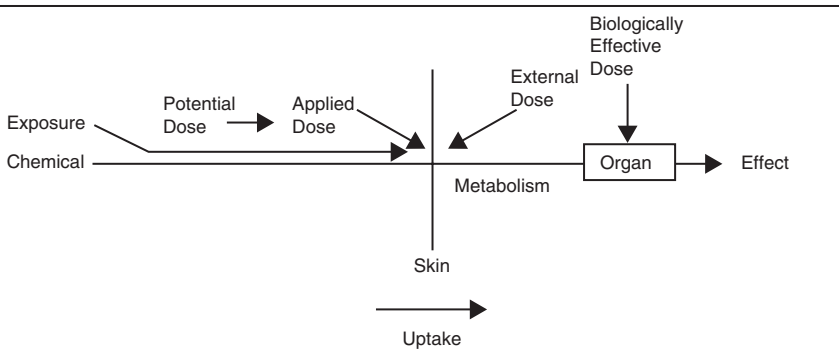 Biologically
Effective
Dose
External
Dose
Potential
Dose
Applied
Dose
Exposure
Chemical
Metabolism
Organ
Effect
Skin
Uptake